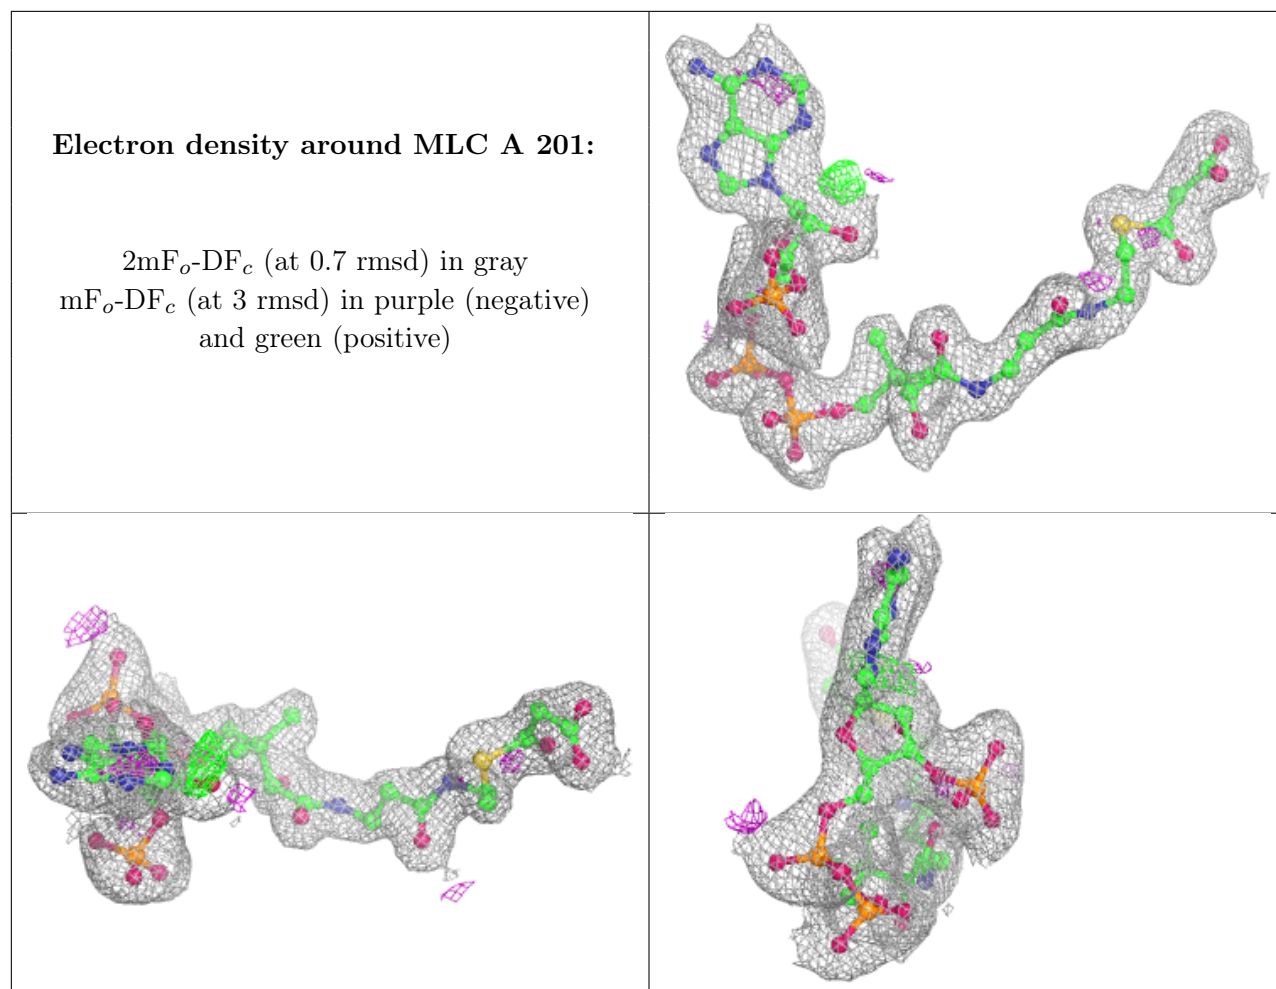 Electron density around MLC A 201:
2mFo-DFc (at 0.7 rmsd) in gray
mFo-DFc (at 3 rmsd) in purple (negative)
and green (positive)